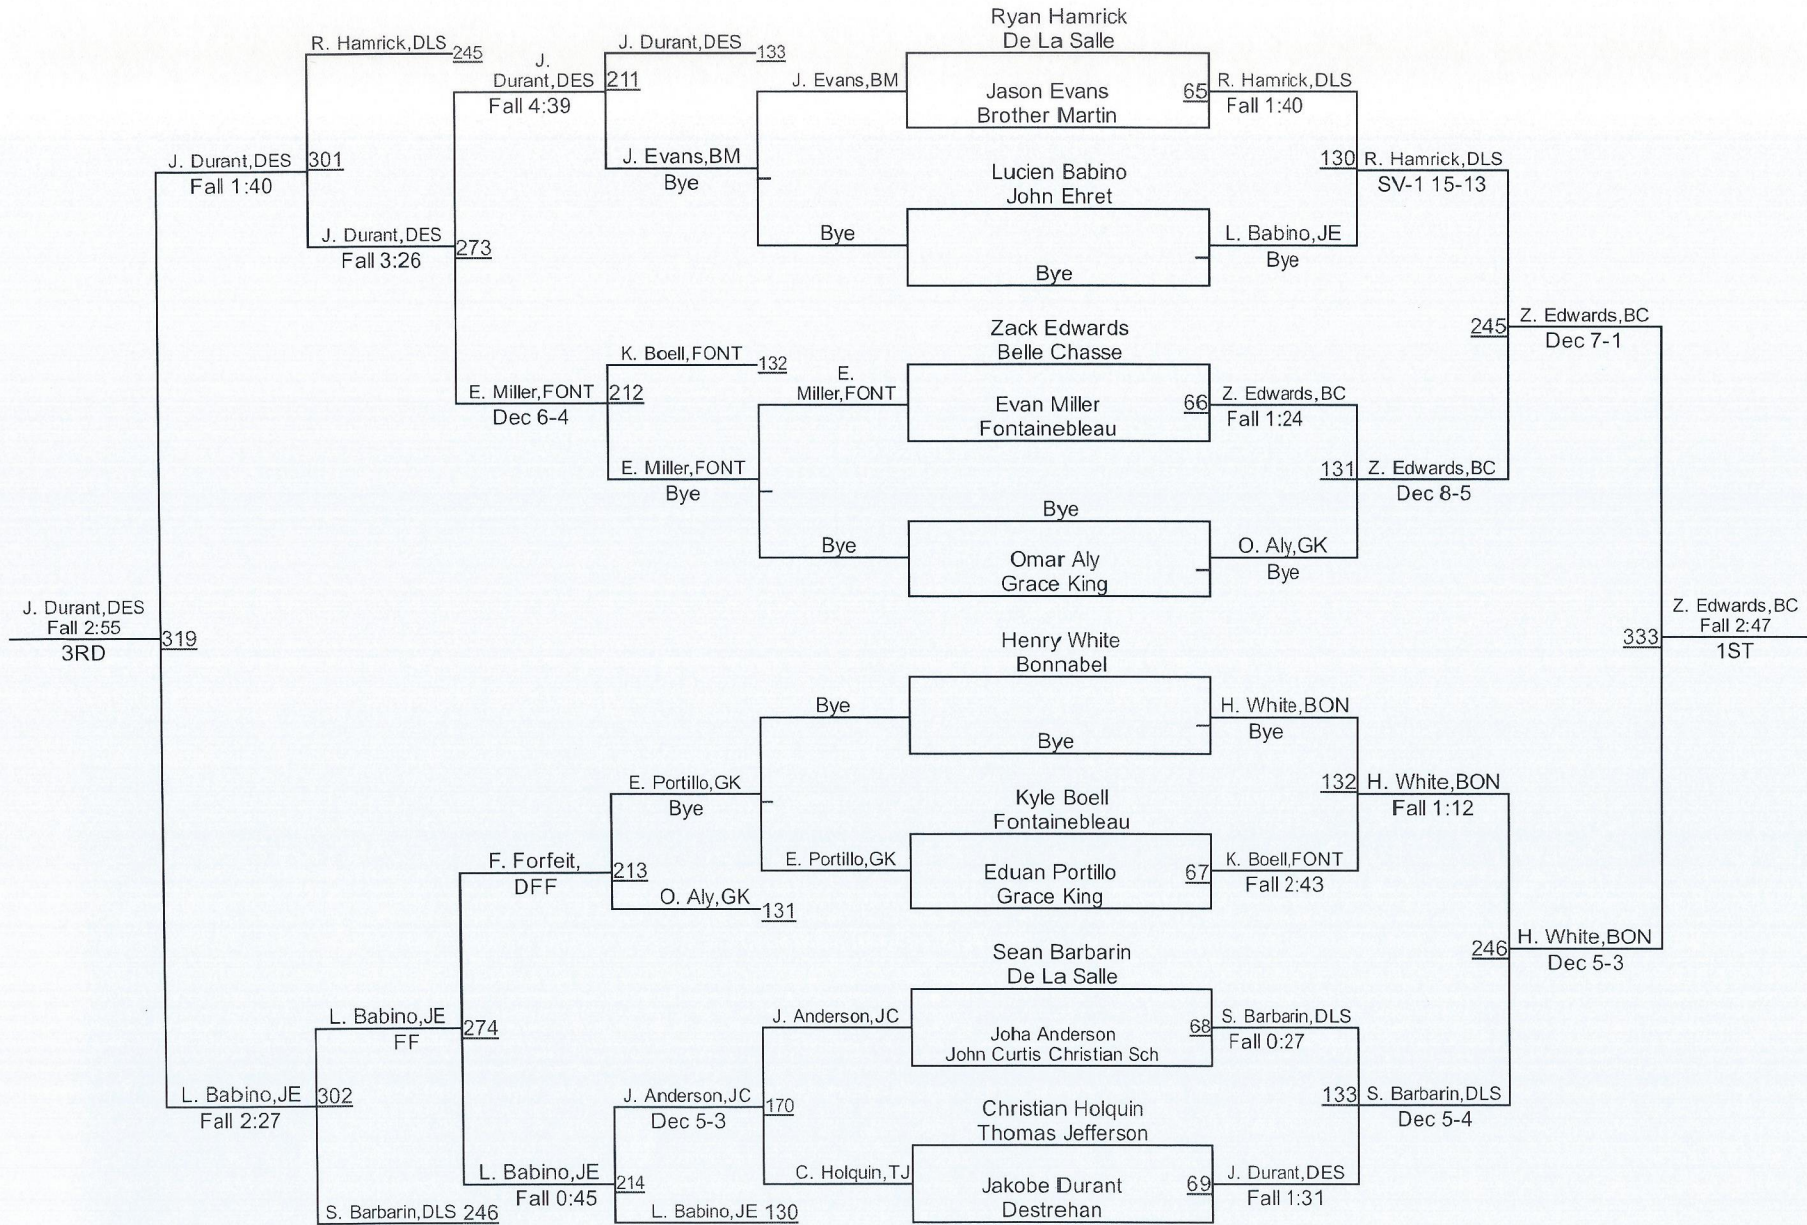 Ryan Hamrick
De La Salle
R. Hamrick,DLS 245
J.
Durant,DES 211
Fall 4:39
J. Durant,DES 133
J. Evans,BM
Jason Evans
Brother Martin
65 R. Hamrick,DLS
Fall 1:40
J. Durant,DES 301
Fall 1:40
J. Evans,BM
Bye
Lucien Babino
John Ehret
130 R. Hamrick,DLS
SV-1 15-13
J. Durant,DES 273
Fall 3:26
Bye
Bye
L. Babino,JE
Bye
Zack Edwards
Belle Chasse
245 Z. Edwards,BC
Dec 7-1
K. Boell,FONT 132
E. Miller,FONT 212
Dec 6-4
E.
Miller,FONT
Evan Miller
Fontainebleau
66 Z. Edwards,BC
Fall 1:24
E. Miller,FONT
Bye
131 Z. Edwards,BC
Dec 8-5
Bye
Bye
Omar Aly
Grace King
O. Aly,GK
Bye
J. Durant,DES
Fall 2:55
3RD
319
Henry White
Bonnabel
333
Z. Edwards,BC
Fall 2:47
1ST
Bye
Bye
H. White,BON
Bye
E. Portillo,GK
Bye
Kyle Boell
Fontainebleau
132 H. White,BON
Fall 1:12
F. Forfeit,
DFF
213
E. Portillo,GK
Eduan Portillo
Grace King
67 K. Boell,FONT
Fall 2:43
O. Aly,GK 131
Sean Barbarin
De La Salle
246 H. White,BON
Dec 5-3
L. Babino,JE 274
FF
J. Anderson,JC
Joha Anderson
John Curtis Christian Sch
68 S. Barbarin,DLS
Fall 0:27
L. Babino,JE 302
Fall 2:27
J. Anderson,JC 170
Dec 5-3
Christian Holquin
Thomas Jefferson
133 S. Barbarin,DLS
Dec 5-4
L. Babino,JE 214
Fall 0:45
C. Holquin,TJ
Jakobe Durant
Destrehan
69 J. Durant,DES
Fall 1:31
S. Barbarin,DLS 246
L. Babino,JE 130